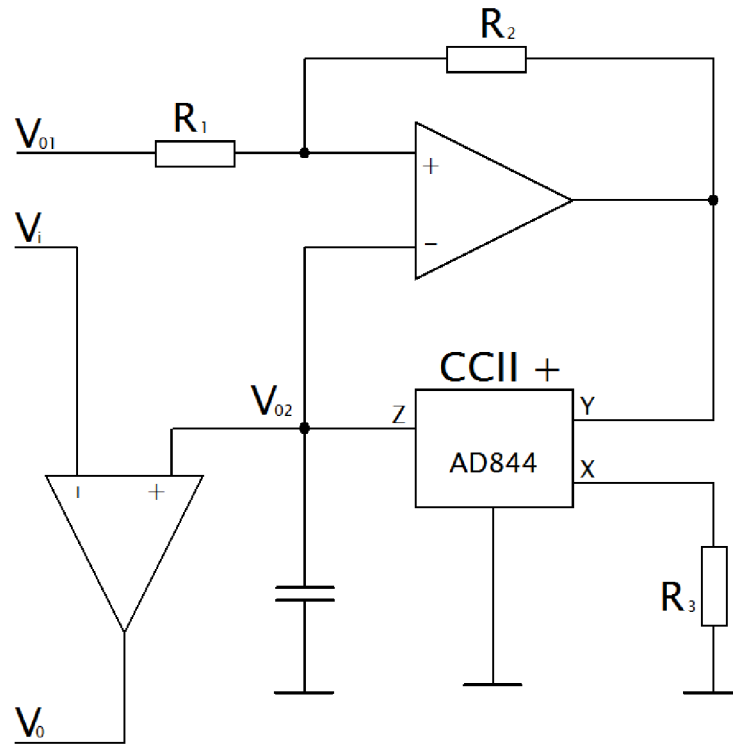 R₂
R₁
V₀₁
+
Vᵢ
−
CCII +
V₀₂
Z
Y
AD844
X
− +
R₃
V₀